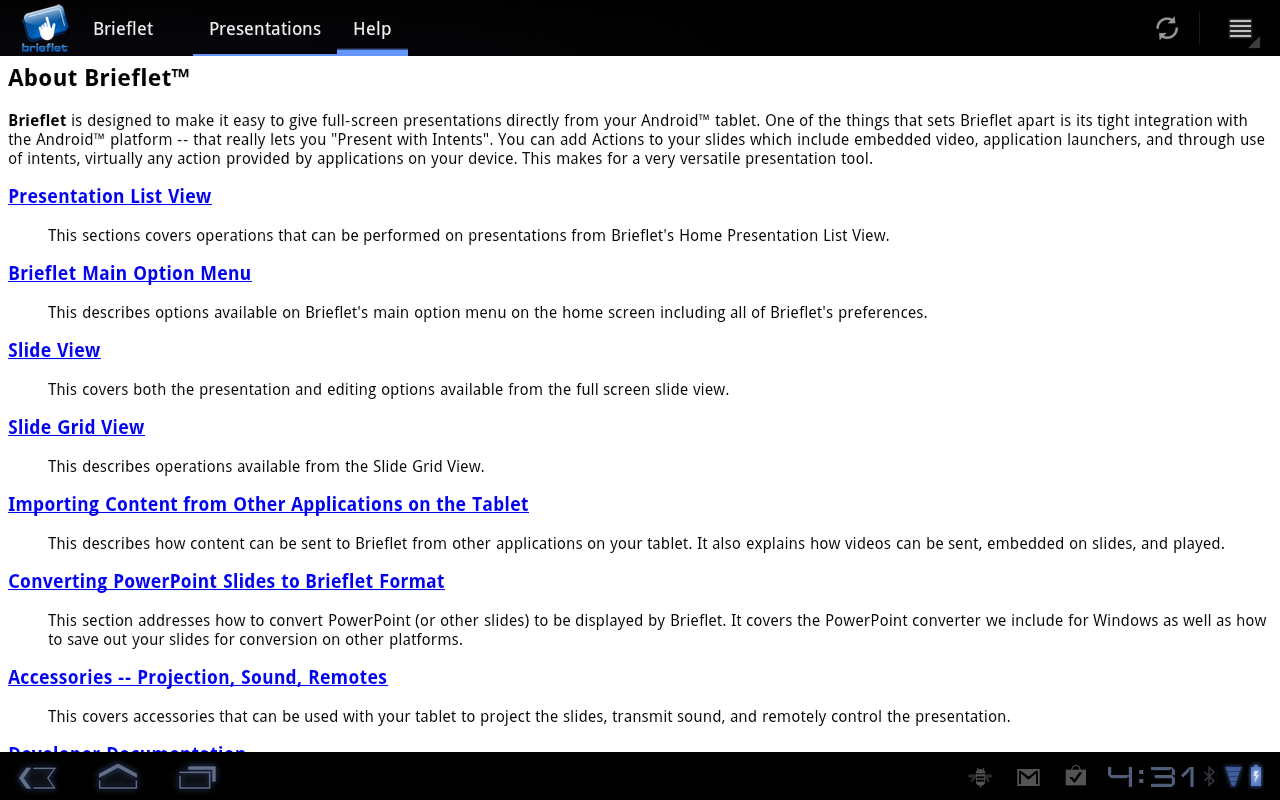 brieflet
Brieflet
Presentations
Help
About Brieflet™
Brieflet is designed to make it easy to give full-screen presentations directly from your Android™ tablet. One of the things that sets Brieflet apart is its tight integration with
the Android™ platform -- that really lets you "Present with Intents". You can add Actions to your slides which include embedded video, application launchers, and through use
of intents, virtually any action provided by applications on your device. This makes for a very versatile presentation tool.
Presentation List View
This sections covers operations that can be performed on presentations from Brieflet's Home Presentation List View.
Brieflet Main Option Menu
This describes options available on Brieflet's main option menu on the home screen including all of Brieflet's preferences.
Slide View
This covers both the presentation and editing options available from the full screen slide view.
Slide Grid View
This describes operations available from the Slide Grid View.
Importing Content from Other Applications on the Tablet
This describes how content can be sent to Brieflet from other applications on your tablet. It also explains how videos can be sent, embedded on slides, and played.
Converting PowerPoint Slides to Brieflet Format
This section addresses how to convert PowerPoint (or other slides) to be displayed by Brieflet. It covers the PowerPoint converter we include for Windows as well as how
to save out your slides for conversion on other platforms.
Accessories -- Projection, Sound, Remotes
This covers accessories that can be used with your tablet to project the slides, transmit sound, and remotely control the presentation.
Developer Documentation
4:31